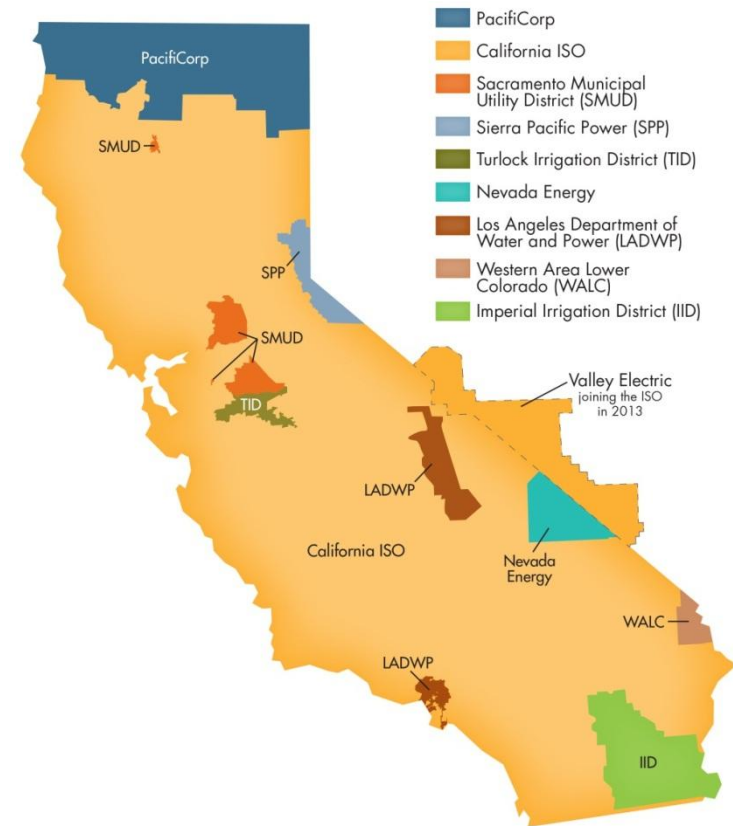 PacifiCorp
California ISO
Sacramento Municipal
Utility District (SMUD)
Sierra Pacific Power (SPP)
Turlock Irrigation District (TID)
Nevada Energy
Los Angeles Department of
Water and Power (LADWP)
Western Area Lower
Colorado (WALC)
Imperial Irrigation District (IID)
PacifiCorp
SMUD
SPP
SMUD
TID
Valley Electric
joining the ISO
in 2013
LADWP
California ISO
Nevada
Energy
WALC
LADWP
IID